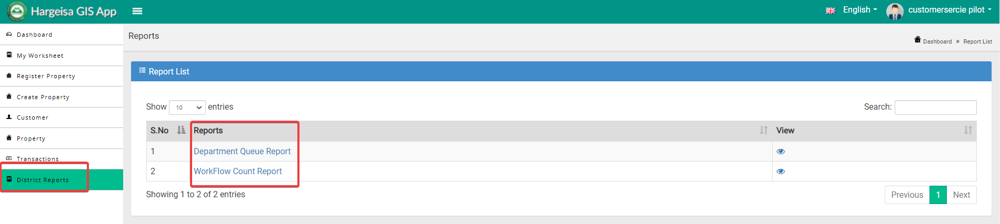 Hargeisa GIS App
English
customersercie pilot
Dashboard
My Worksheet
Register Property
Create Property
Customer
Property
Transactions
District Reports
Reports
Dashboard » Report List
Report List
Show 10 entries
Search:
S.No Reports View
1 Department Queue Report
2 WorkFlow Count Report
Showing 1 to 2 of 2 entries
Previous 1 Next